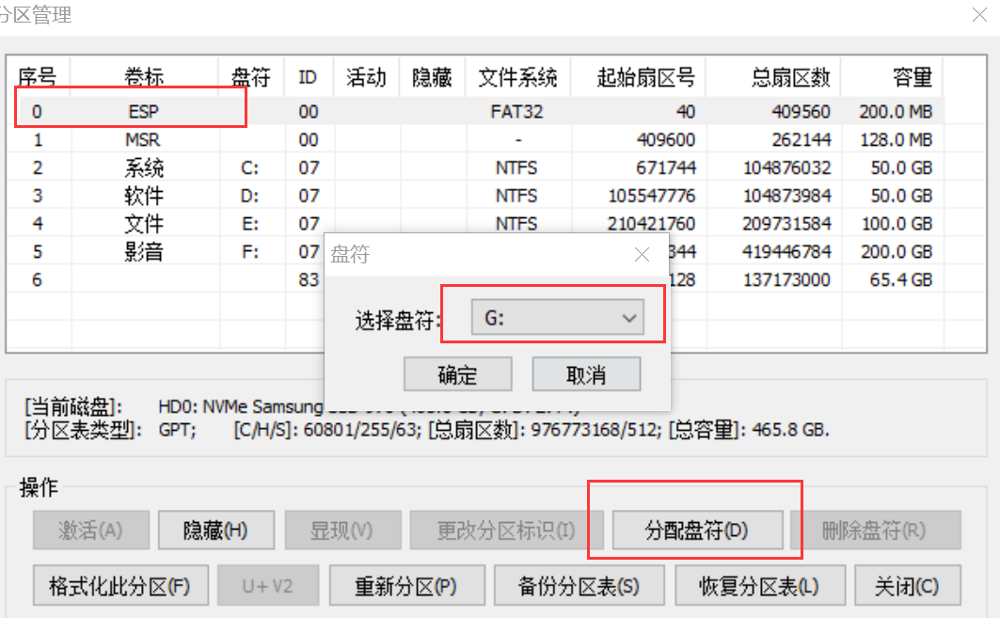 分区管理
序号 卷标 盘符 ID 活动 隐藏 文件系统 起始扇区号 总扇区数 容量
0 ESP 00 FAT32 40 409560 200.0 MB
1 MSR 00 - 409600 262144 128.0 MB
2 系统 C: 07 NTFS 671744 104876032 50.0 GB
3 软件 D: 07 NTFS 105547776 104873984 50.0 GB
4 文件 E: 07 NTFS 210421760 209731584 100.0 GB
5 影音 F: 07 344 419446784 200.0 GB
6 83 128 137173000 65.4 GB
盘符
选择盘符: G:
确定 取消
[当前磁盘]: HD0: NVMe Samsung
[分区表类型]: GPT; [C/H/S]: 60801/255/63; [总扇区数]: 976773168/512; [总容量]: 465.8 GB.
操作
激活(A) 隐藏(H) 显现(V) 更改分区标识(I) 分配盘符(D) 删除盘符(R)
格式化此分区(F) U+ V2 重新分区(P) 备份分区表(S) 恢复分区表(L) 关闭(C)